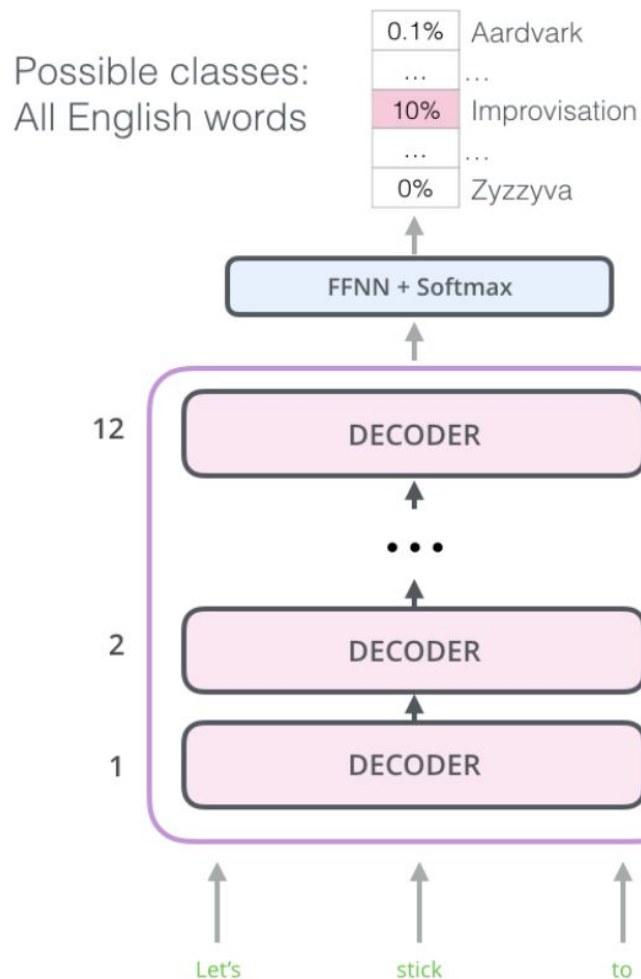 0.1% Aardvark
Possible classes:
... ...
All English words
10% Improvisation
... ...
0% Zyzzyva
FFNN + Softmax
12 DECODER
...
2 DECODER
1 DECODER
Let's stick to